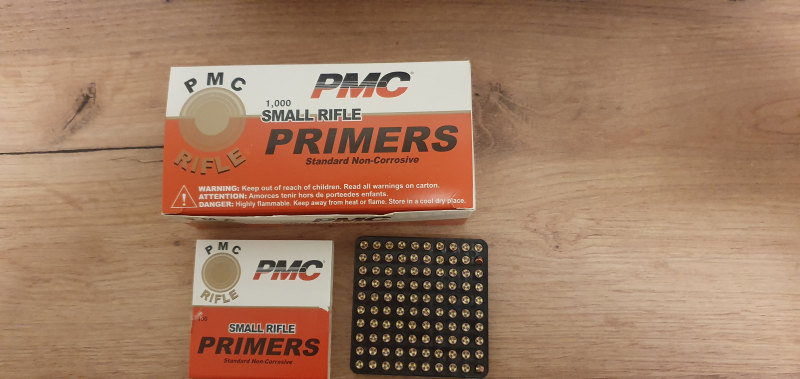 PMC
RIFLE
PMC
1,000
SMALL RIFLE
PRIMERS
Standard Non-Corrosive
WARNING: Keep out of reach of children. Read all warnings on carton.
ATTENTION: Amorces tenir hors de porteedes enfants.
DANGER: Highly flammable. Keep away from heat or flame. Store in a cool dry place.
PMC
PMC
RIFLE
PMC
SMALL RIFLE
PRIMERS
Standard Non-Corrosive